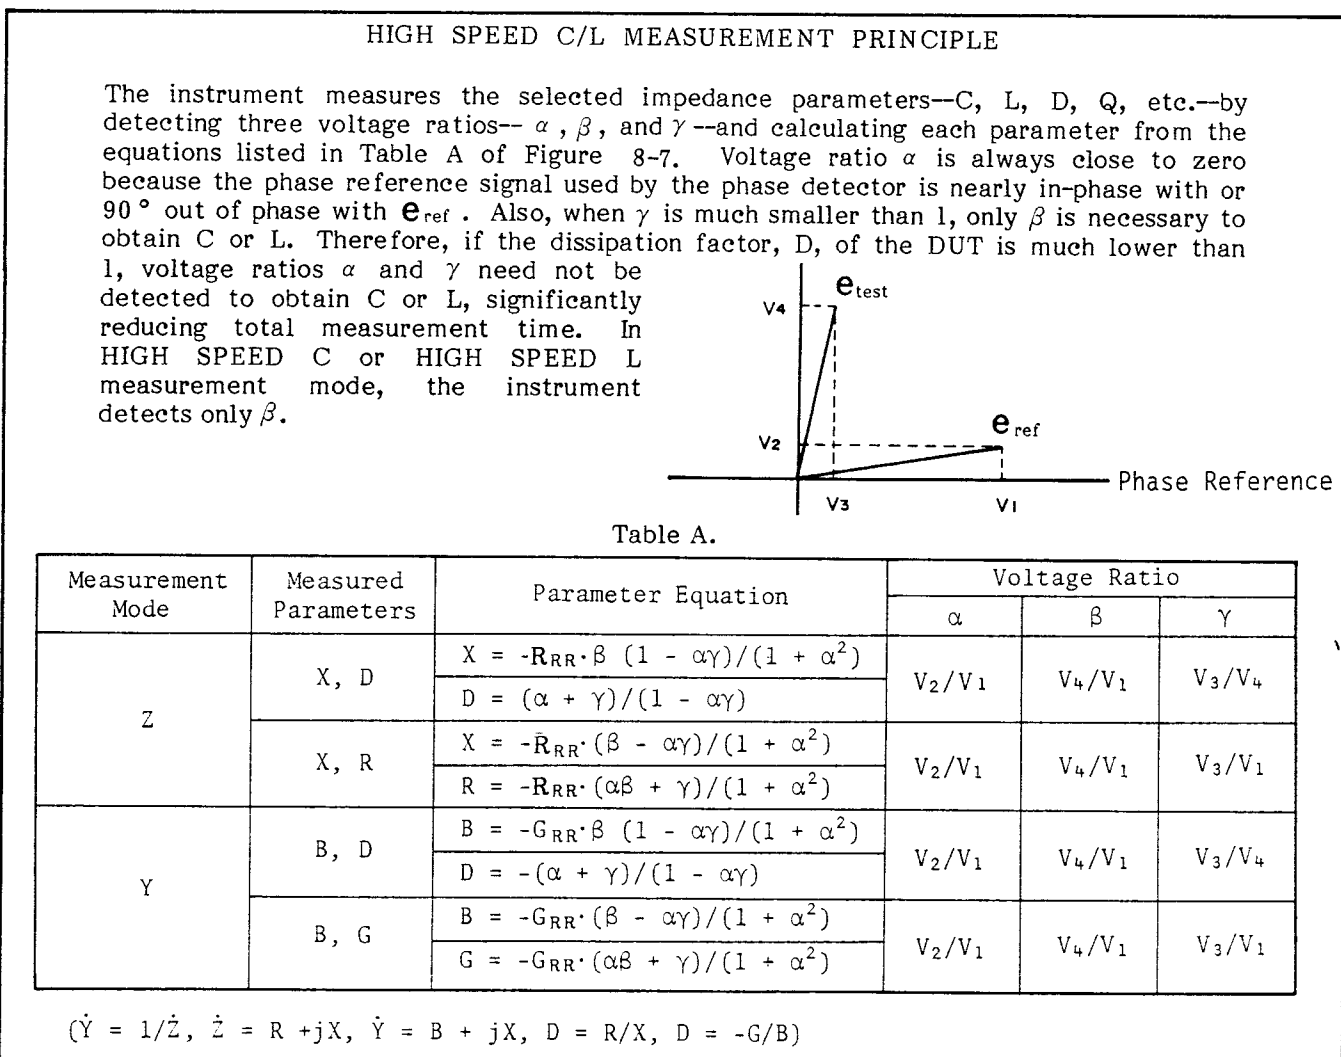 HIGH SPEED C/L MEASUREMENT PRINCIPLE
The instrument measures the selected impedance parameters--C, L, D, Q, etc.--by
detecting three voltage ratios-- α , β , and γ --and calculating each parameter from the
equations listed in Table A of Figure 8-7. Voltage ratio α is always close to zero
because the phase reference signal used by the phase detector is nearly in-phase with or
90° out of phase with e ref . Also, when γ is much smaller than 1, only β is necessary to
obtain C or L. Therefore, if the dissipation factor, D, of the DUT is much lower than
1, voltage ratios α and γ need not be
detected to obtain C or L, significantly
reducing total measurement time. In
HIGH SPEED C or HIGH SPEED L
measurement mode, the instrument
detects only β.
e test
V4
e ref
V2
Phase Reference
V3 V1
Table A.
Measurement Mode
Measured Parameters
Parameter Equation
Voltage Ratio
α β γ
Z
X, D
X = -RRR·β (1 - αγ)/(1 + α²)
D = (α + γ)/(1 - αγ)
V2/V1 V4/V1 V3/V4
X, R
X = -RRR·(β - αγ)/(1 + α²)
R = -RRR·(αβ + γ)/(1 + α²)
V2/V1 V4/V1 V3/V1
Y
B, D
B = -GRR·β (1 - αγ)/(1 + α²)
D = -(α + γ)/(1 - αγ)
V2/V1 V4/V1 V3/V4
B, G
B = -GRR·(β - αγ)/(1 + α²)
G = -GRR·(αβ + γ)/(1 + α²)
V2/V1 V4/V1 V3/V1
(Ẏ = 1/Ż, Ż = R +jX, Ẏ = B + jX, D = R/X, D = -G/B)